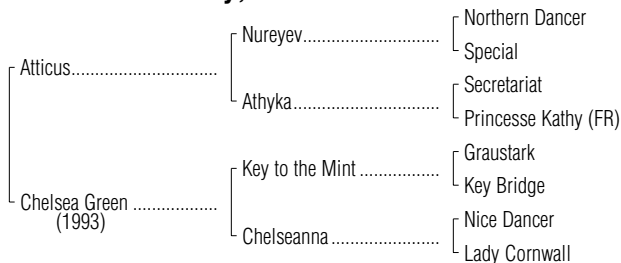 Northern Dancer
Nureyev
Special
Atticus
Secretariat
Athyka
Princesse Kathy (FR)
Graustark
Key to the Mint
Key Bridge
Chelsea Green
(1993)
Nice Dancer
Chelseanna
Lady Cornwall